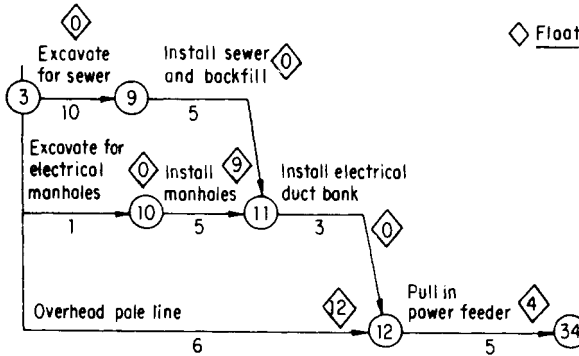 0
Float
Excavate
for sewer
Install sewer
and backfill
0
3
10
9
5
Excavate for
electrical
manholes
0
Install
manholes
9
Install electrical
duct bank
1
10
5
11
3
0
Overhead pole line
12
Pull in
power feeder
4
6
12
5
34